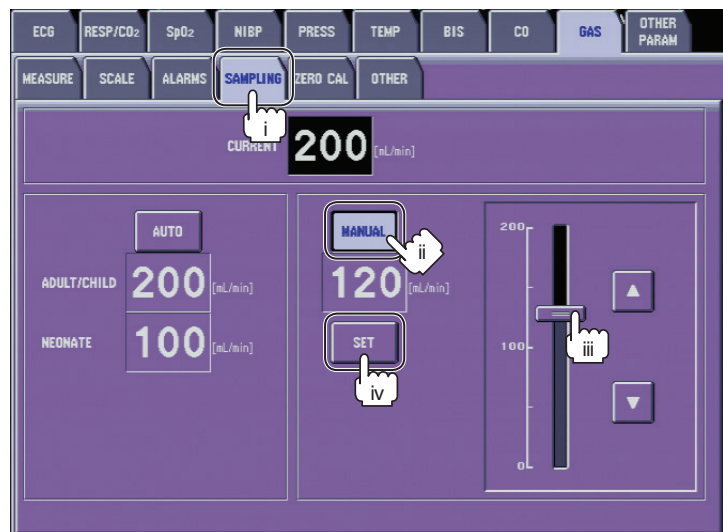 ECG RESP/CO2 SpO2 NIBP PRESS TEMP BIS CO GAS OTHER PARAM
MEASURE SCALE ALARMS SAMPLING ZERO CAL OTHER
i
CURRENT 200 [mL/min]
AUTO
MANUAL
ii
ADULT/CHILD 200 [mL/min]
120 [mL/min]
NEONATE 100 [mL/min]
SET
iv
200
▲
iii
100
▼
0